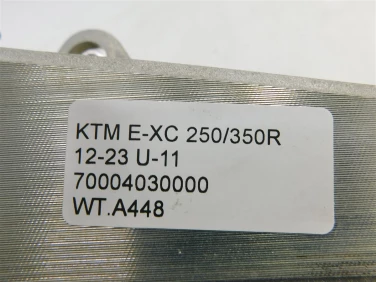 KTM E-XC 250/350R
12-23 U-11
70004030000
WT.A448